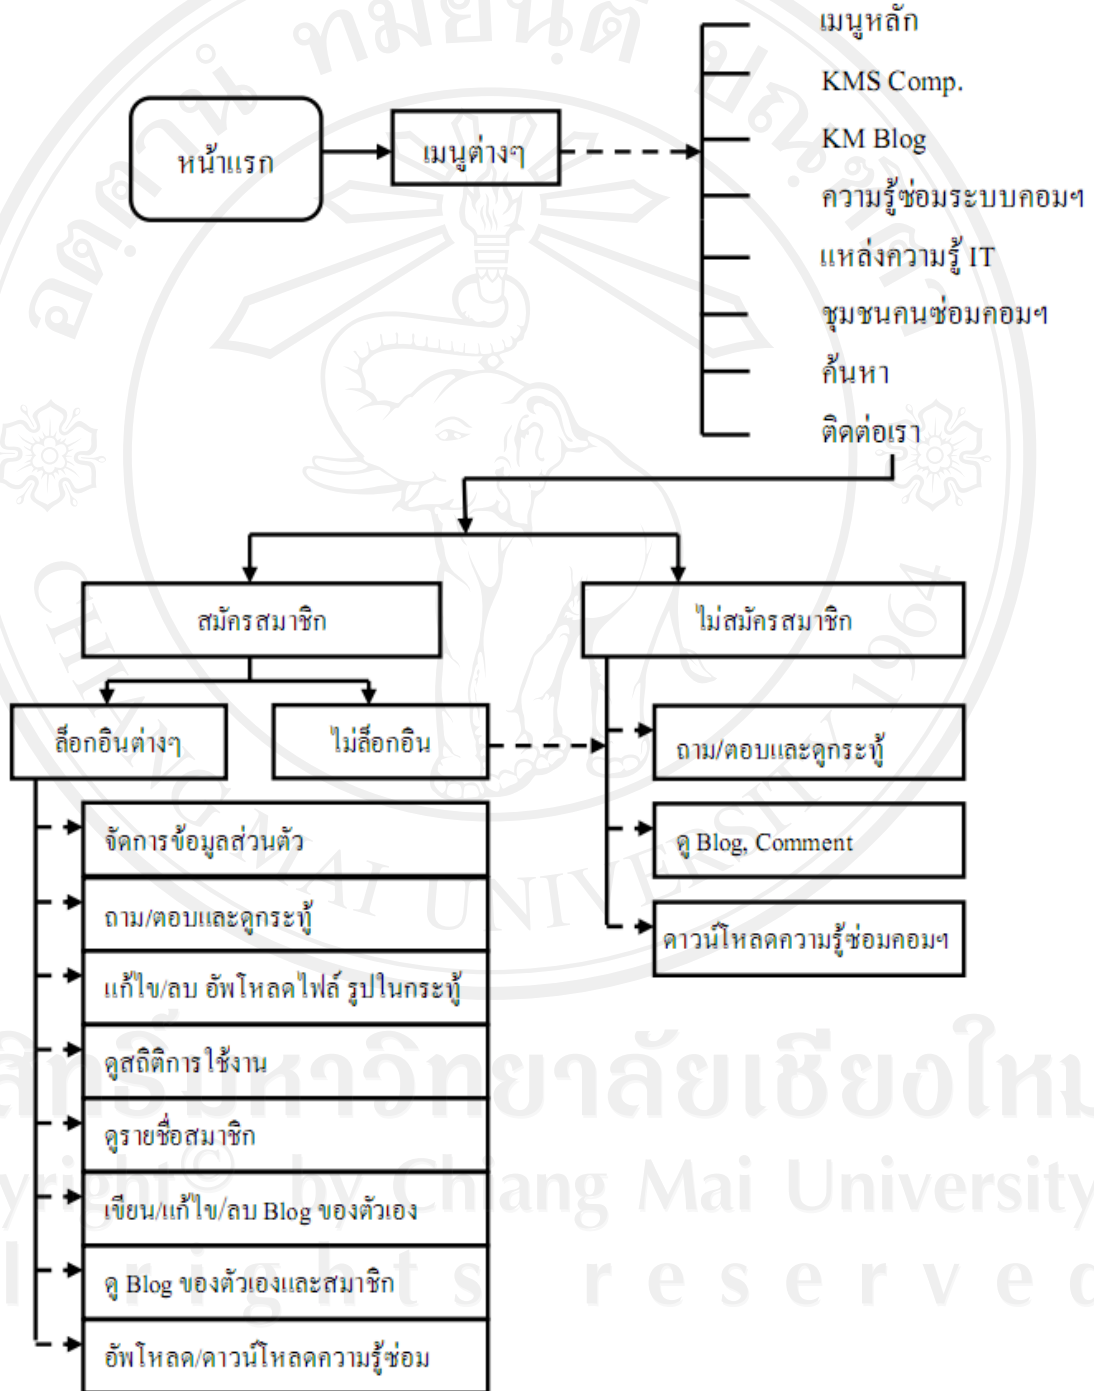 เมนูหลัก
KMS Comp.
KM Blog
ความรู้ซ่อมระบบคอมฯ
แหล่งความรู้ IT
ชุมชนคนซ่อมคอมฯ
ค้นหา
ติดต่อเรา
หน้าแรก
เมนูต่างๆ
สมัครสมาชิก
ไม่สมัครสมาชิก
ล็อกอินต่างๆ
ไม่ล็อกอิน
จัดการข้อมูลส่วนตัว
ถาม/ตอบและดูกระทู้
แก้ไข/ลบ อัพโหลดไฟล์ รูปในกระทู้
ดูสถิติการใช้งาน
ดูรายชื่อสมาชิก
เขียน/แก้ไข/ลบ Blog ของตัวเอง
ดู Blog ของตัวเองและสมาชิก
อัพโหลด/ดาวน์โหลดความรู้ซ่อม
ถาม/ตอบและดูกระทู้
ดู Blog, Comment
ดาวน์โหลดความรู้ซ่อมคอมฯ
CHIANG MAI UNIVERSITY 1964
by Chiang Mai University
rights reserved